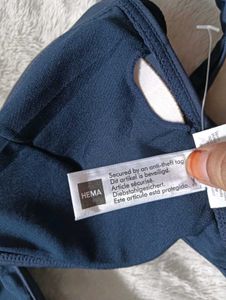 HEMA
Secured by an anti-theft tag.
Dit artikel is beveiligd.
Article sécurisé.
Diebstahlgesichert.
Este artículo está protegido.